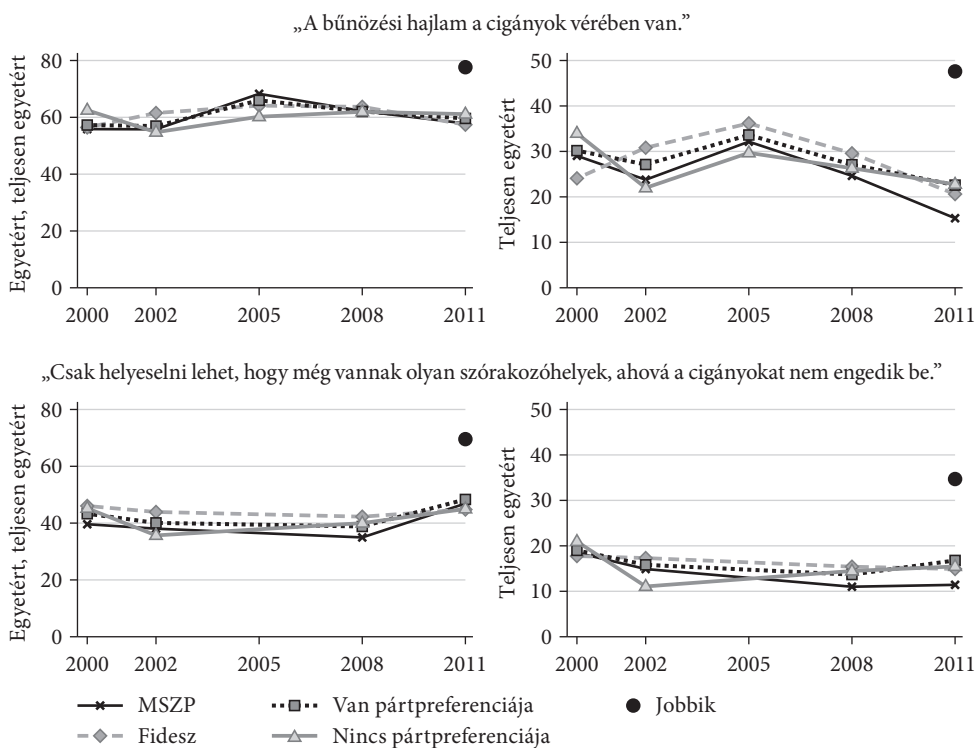 „A bűnözési hajlam a cigányok vérében van.”
Egyetért, teljesen egyetért
80
60
40
20
0
2000 2002 2005 2008 2011
Teljesen egyetért
50
40
30
20
10
0
2000 2002 2005 2008 2011
„Csak helyeselni lehet, hogy még vannak olyan szórakozóhelyek, ahová a cigányokat nem engedik be.”
Egyetért, teljesen egyetért
80
60
40
20
0
2000 2002 2005 2008 2011
Teljesen egyetért
50
40
30
20
10
0
2000 2002 2005 2008 2011
MSZP Van pártpreferenciája Jobbik
Fidesz Nincs pártpreferenciája